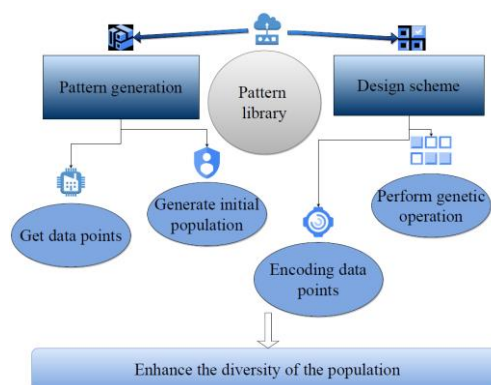 Pattern generation
Pattern
library
Design scheme
Get data points
Generate initial
population
Encoding data
points
Perform genetic
operation
Enhance the diversity of the population